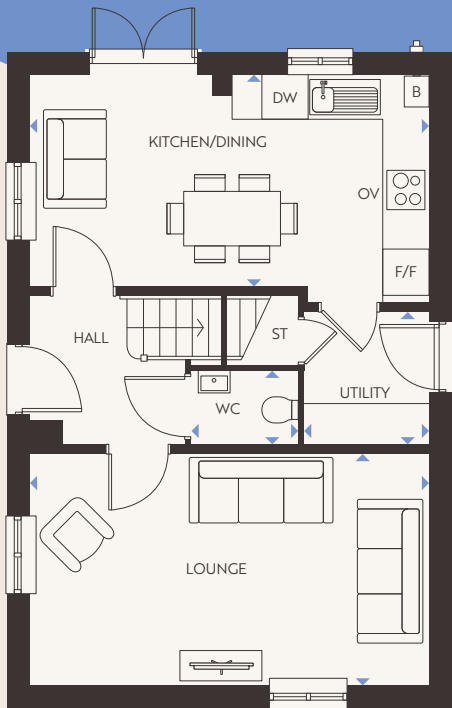 DW
B
KITCHEN/DINING
OV
F/F
HALL
ST
UTILITY
WC
LOUNGE